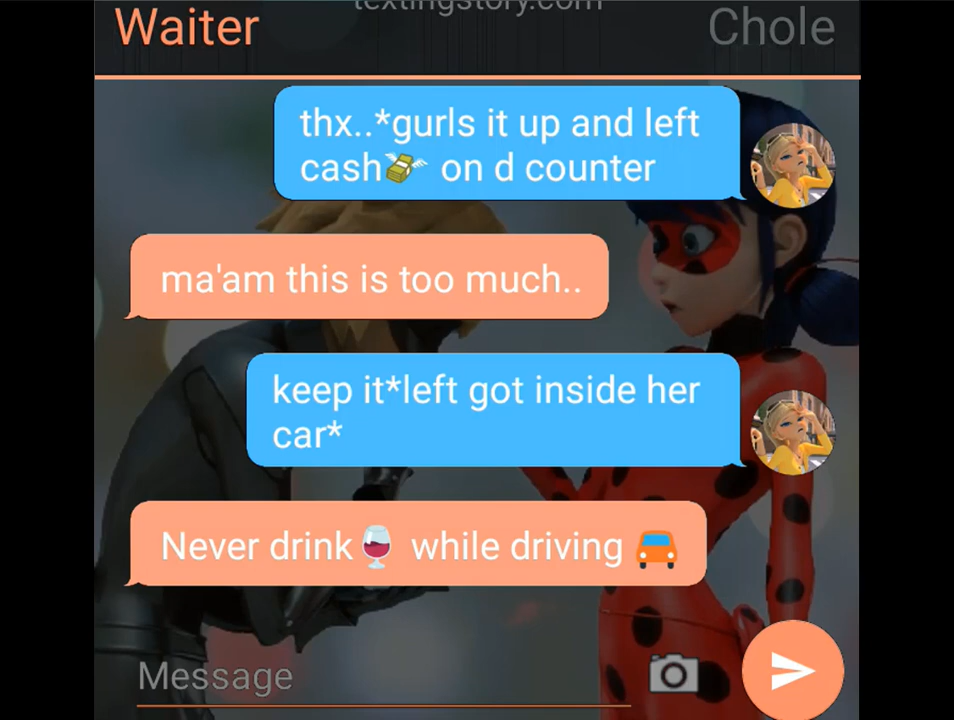 textingstory.com
Waiter
Chole
thx..*gurls it up and left
cash💸 on d counter
ma'am this is too much..
keep it*left got inside her
car*
Never drink🍷 while driving 🚘
Message